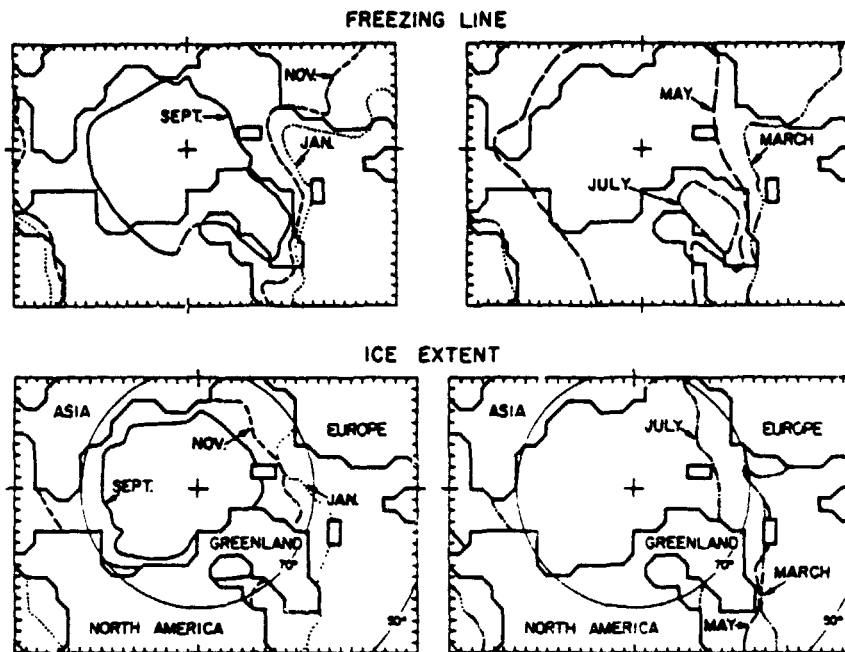 FREEZING LINE
NOV.
SEPT.
JAN.
MAY
MARCH
JULY
ICE EXTENT
ASIA
EUROPE
NOV.
SEPT.
JAN.
GREENLAND
70°
NORTH AMERICA
50°
ASIA
JULY
EUROPE
GREENLAND
70°
MARCH
NORTH AMERICA
MAY
50°